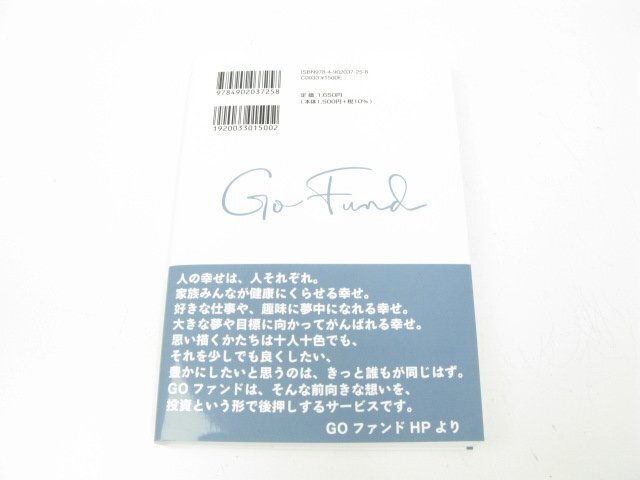 ISBN978-4-902037-25-8
C0033 ¥1500E
9784902037258
定価 1,650円
(本体1,500円+税10%)
1920033015002
Go Fund
人の幸せは、人それぞれ。
家族みんなが健康にくらせる幸せ。
好きな仕事や、趣味に夢中になれる幸せ。
大きな夢や目標に向かってがんばれる幸せ。
思い描くかたちは十人十色でも、
それを少しでも良くしたい、
豊かにしたいと思うのは、きっと誰もが同じはず。
GOファンドは、そんな前向きな想いを、
投資という形で後押しするサービスです。
GOファンドHPより